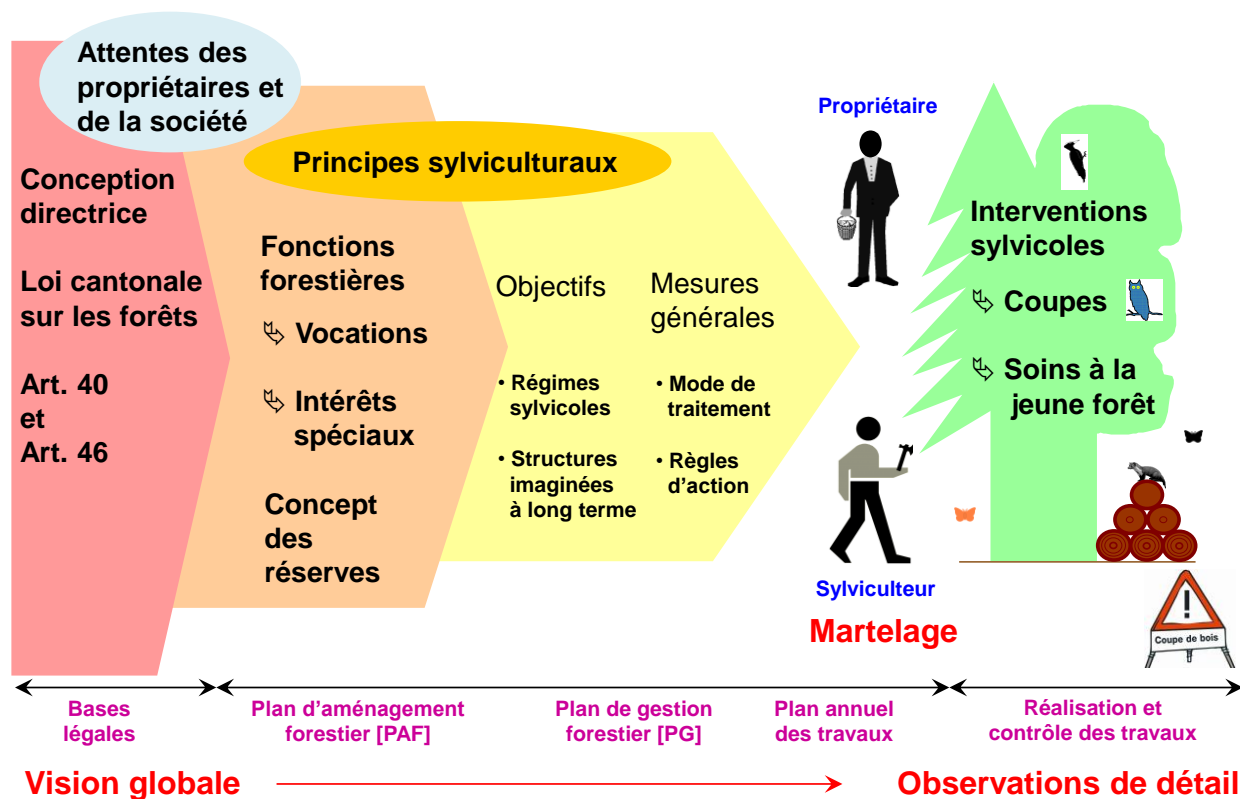 Attentes des
propriétaires et
de la société
Principes sylviculturaux
Conception
directrice
Loi cantonale
sur les forêts
Art. 40
et
Art. 46
Fonctions
forestières
Vocations
Intérêts
spéciaux
Concept
des
réserves
Objectifs
• Régimes
sylvicoles
• Structures
imaginées
à long terme
Mesures
générales
• Mode de
traitement
• Règles
d’action
Propriétaire
Sylviculteur
Martelage
Interventions
sylvicoles
Coupes
Soins à la
jeune forêt
!
Coupe de bois
Bases
légales
Plan d’aménagement
forestier [PAF]
Plan de gestion
forestier [PG]
Plan annuel
des travaux
Réalisation et
contrôle des travaux
Vision globale
Observations de détail